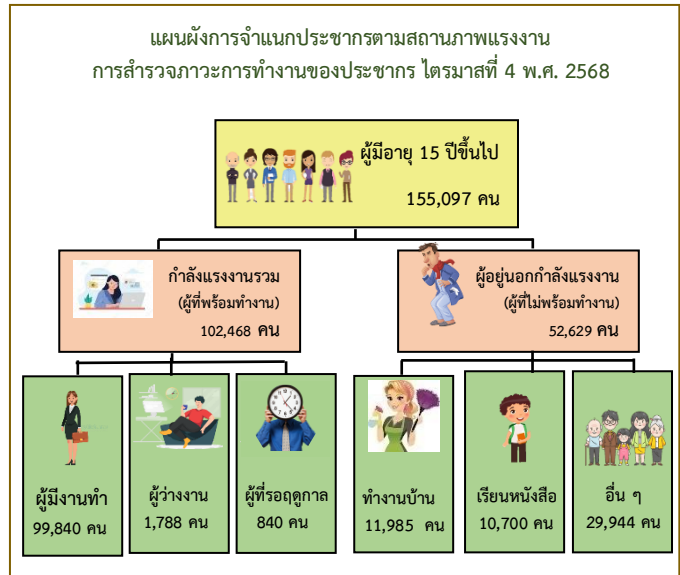 แผนผังการจำแนกประชากรตามสถานภาพแรงงาน
การสำรวจภาวะการทำงานของประชากร ไตรมาสที่ 4 พ.ศ. 2568
ผู้มีอายุ 15 ปีขึ้นไป
155,097 คน
กำลังแรงงานรวม
(ผู้ที่พร้อมทำงาน)
102,468 คน
ผู้อยู่นอกกำลังแรงงาน
(ผู้ที่ไม่พร้อมทำงาน)
52,629 คน
ผู้มีงานทำ
99,840 คน
ผู้ว่างงาน
1,788 คน
ผู้ที่รอฤดูกาล
840 คน
ทำงานบ้าน
11,985 คน
เรียนหนังสือ
10,700 คน
อื่น ๆ
29,944 คน